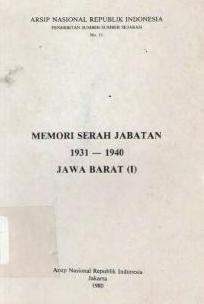 ARSIP NASIONAL REPUBLIK INDONESIA
PENERBITAN SUMBER-SUMBER SEJARAH
No. 11
MEMORI SERAH JABATAN
1931 — 1940
JAWA BARAT (I)
Arsip Nasional Republik Indonesia
Jakarta
1980